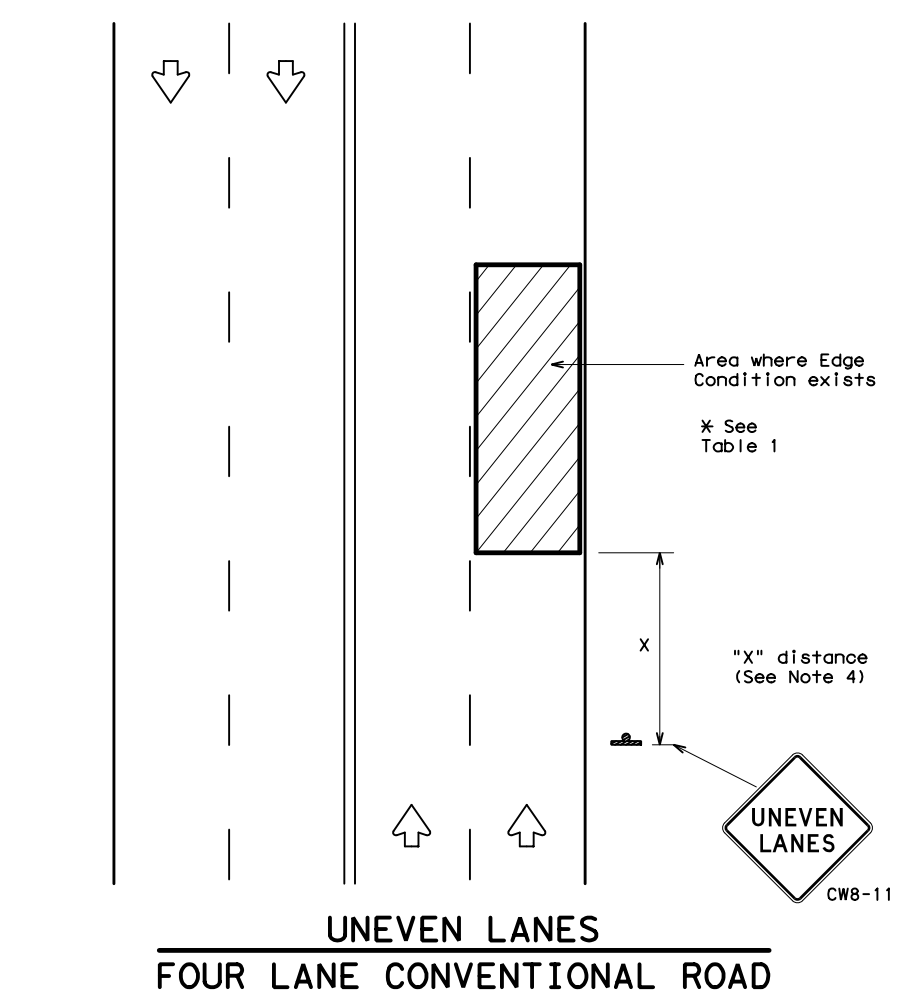 Area where Edge
Condition exists
* See
Table 1
X
"X" distance
(See Note 4)
UNEVEN
LANES
CW8-11
UNEVEN LANES
FOUR LANE CONVENTIONAL ROAD